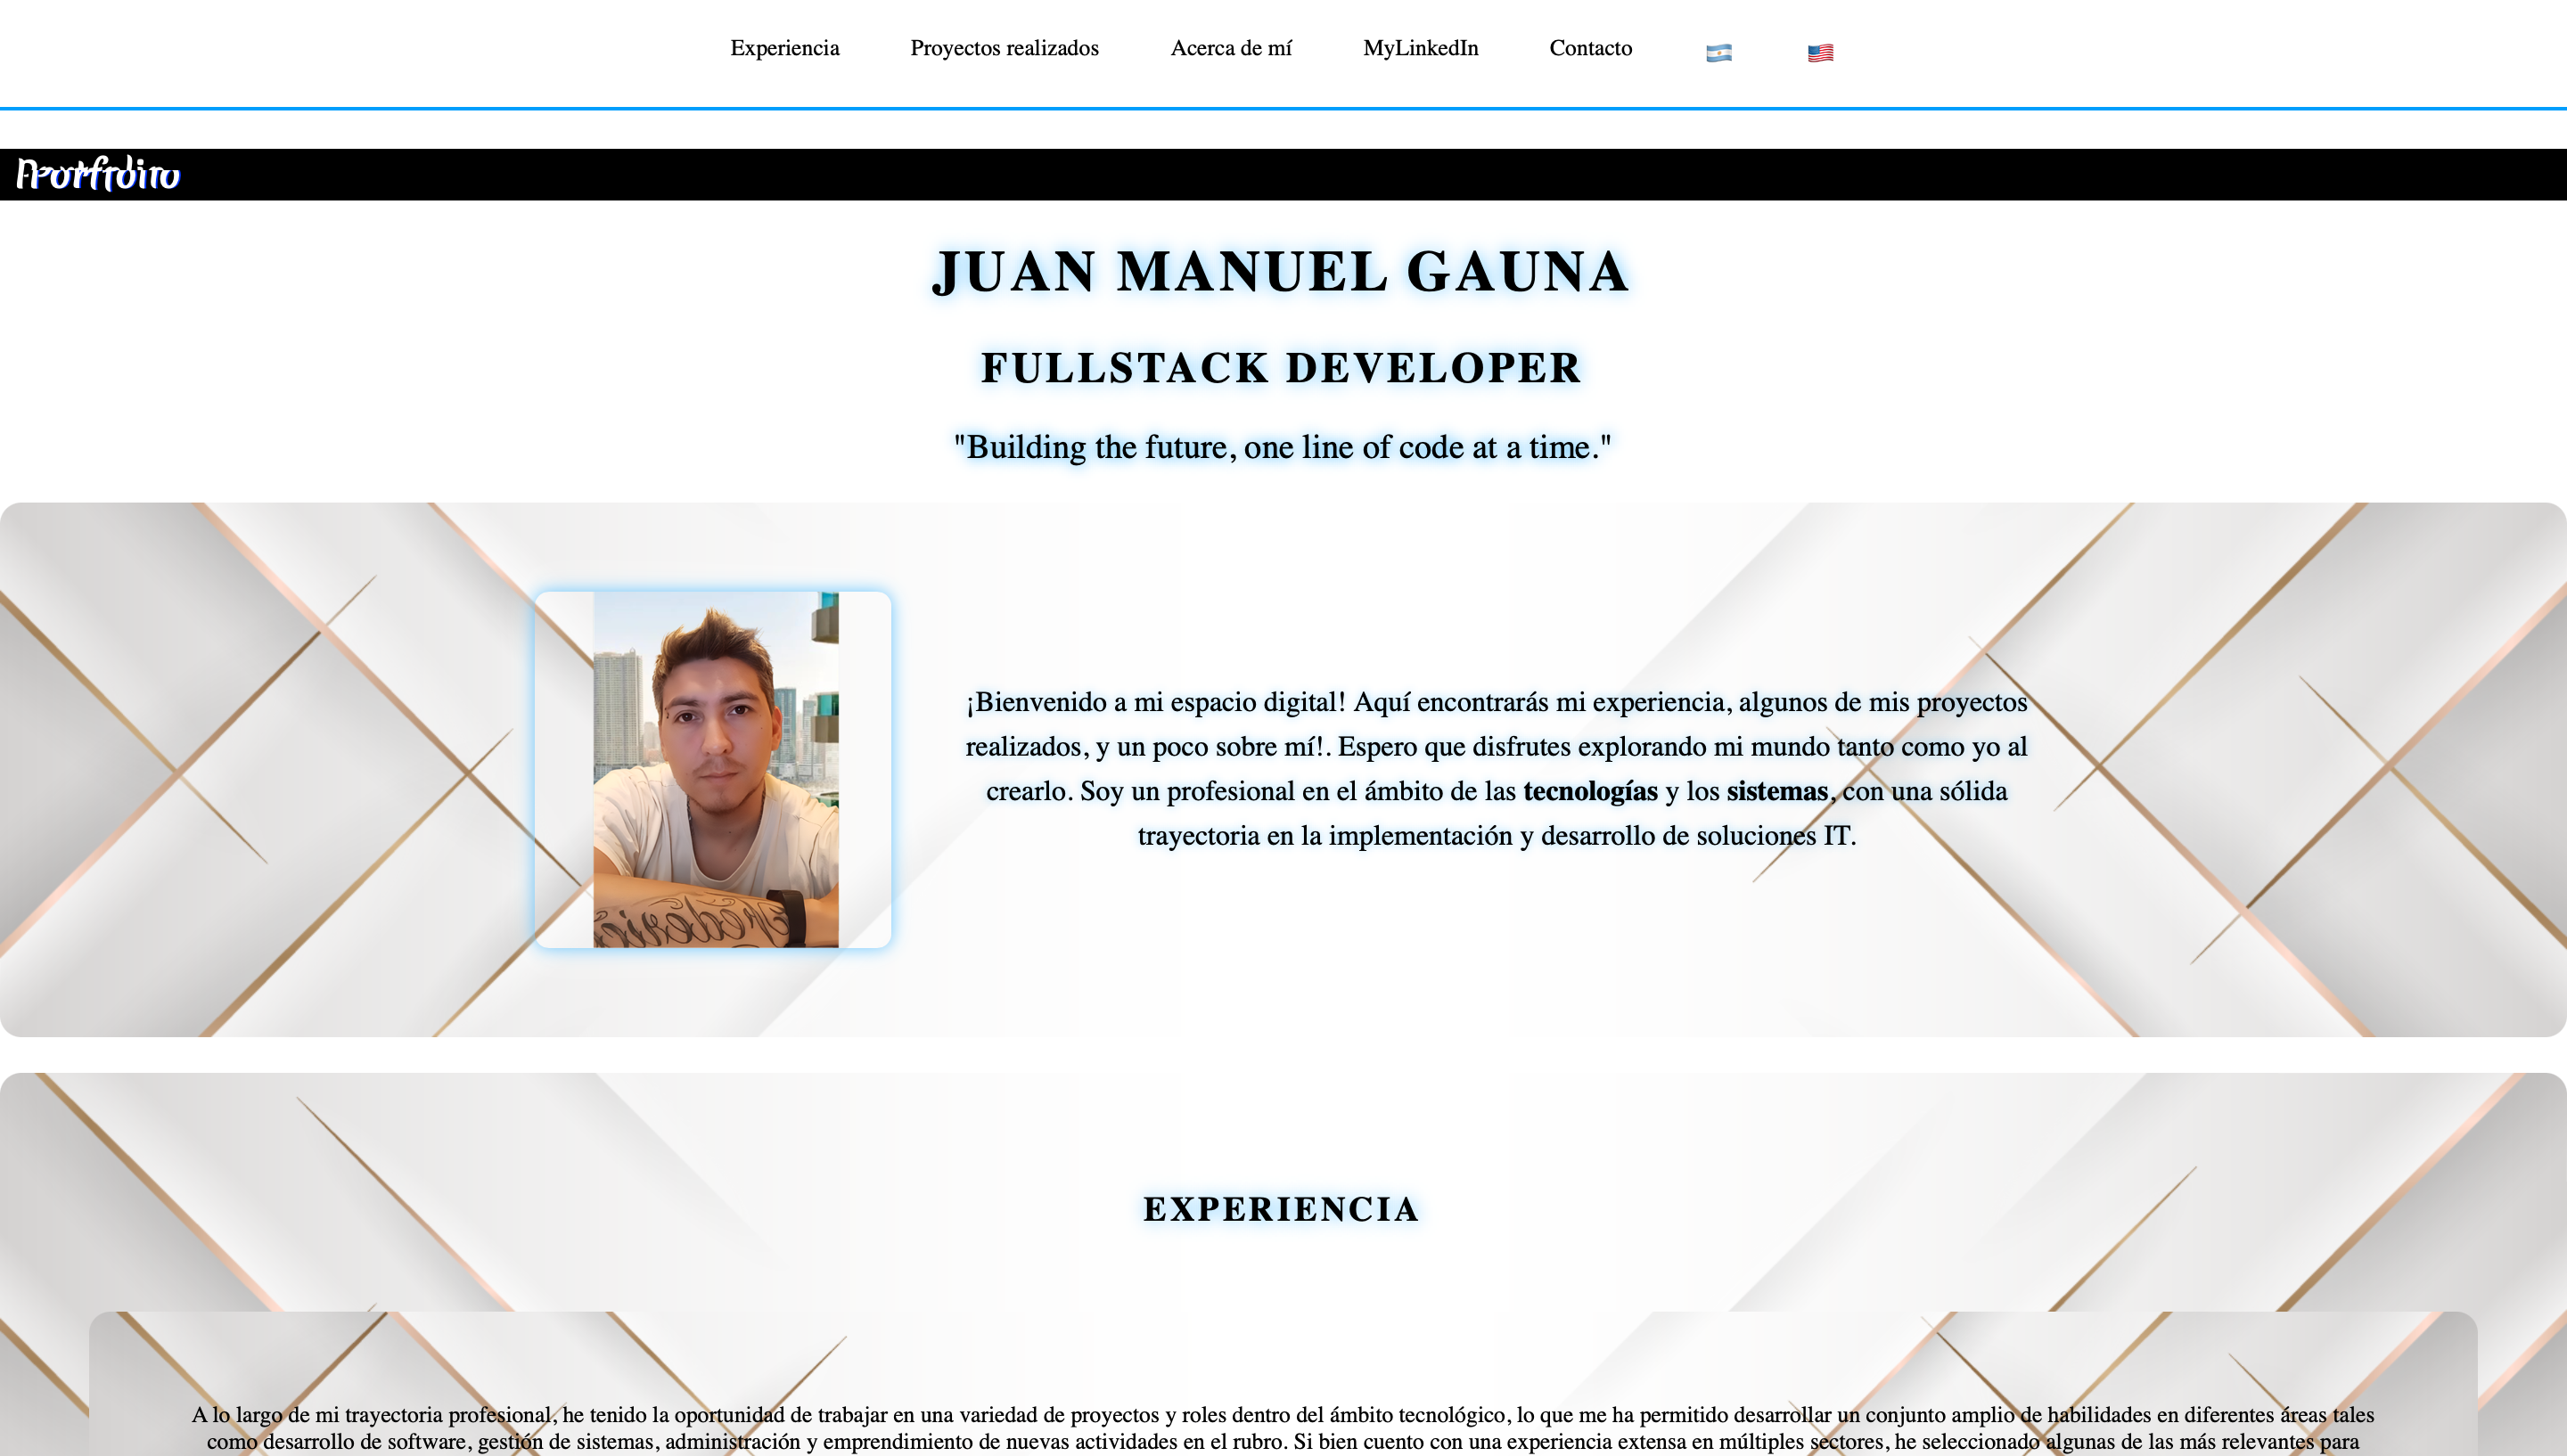 Experiencia Proyectos realizados Acerca de mí MyLinkedIn Contacto
Portfolio
JUAN MANUEL GAUNA
FULLSTACK DEVELOPER
"Building the future, one line of code at a time."
¡Bienvenido a mi espacio digital! Aquí encontrarás mi experiencia, algunos de mis proyectos
realizados, y un poco sobre mí!. Espero que disfrutes explorando mi mundo tanto como yo al
crearlo. Soy un profesional en el ámbito de las tecnologías y los sistemas, con una sólida
trayectoria en la implementación y desarrollo de soluciones IT.
EXPERIENCIA
A lo largo de mi trayectoria profesional, he tenido la oportunidad de trabajar en una variedad de proyectos y roles dentro del ámbito tecnológico, lo que me ha permitido desarrollar un conjunto amplio de habilidades en diferentes áreas tales
como desarrollo de software, gestión de sistemas, administración y emprendimiento de nuevas actividades en el rubro. Si bien cuento con una experiencia extensa en múltiples sectores, he seleccionado algunas de las más relevantes para